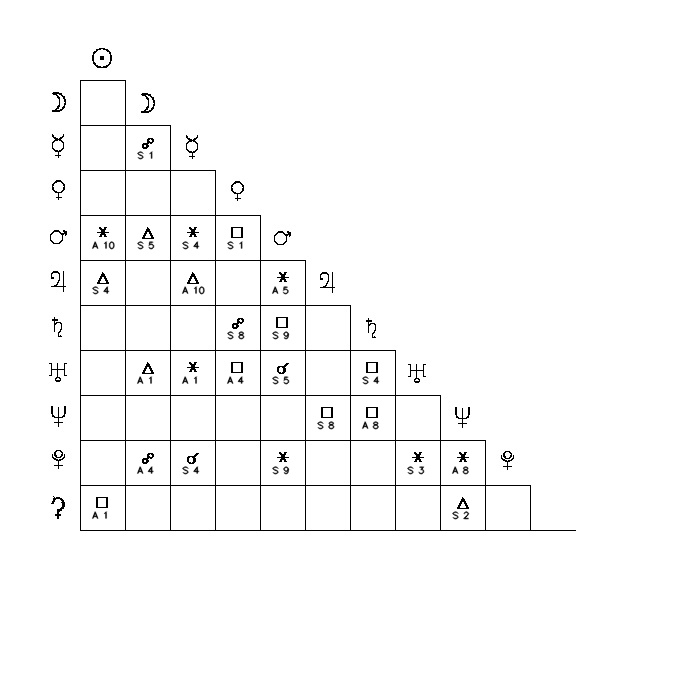 ☉
☽ ☽
☿ ☍ S 1 ☿
♀ ♀
♂ ⚹ A 10 △ S 5 ⚹ S 4 □ S 1 ♂
♃ △ S 4 △ A 10 ⚹ A 5 ♃
♄ ☍ S 8 □ S 9 ♄
♅ △ A 1 ⚹ A 1 □ A 4 ☌ S 5 □ S 4 ♅
♆ □ S 8 □ A 8 ♆
♇ ☍ A 4 ☌ S 4 ⚹ S 9 ⚹ S 3 ⚹ A 8 ♇
⚳ □ A 1 △ S 2